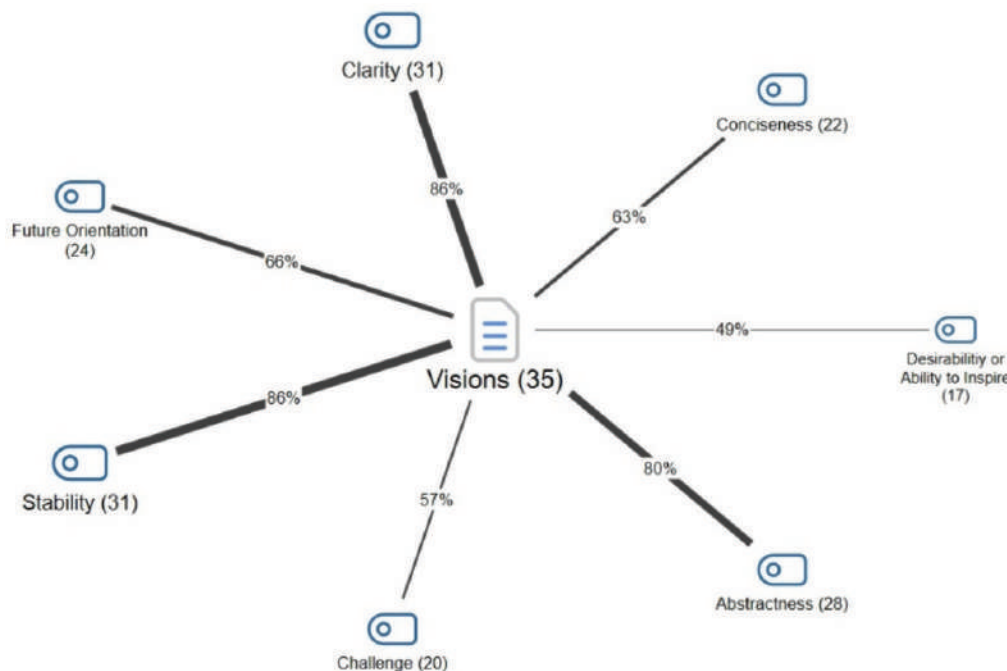 Clarity (31)
Conciseness (22)
86%
Future Orientation
(24)
63%
66%
49%
Desirabilitiy or
Ability to Inspire
(17)
Visions (35)
86%
80%
Stability (31)
57%
Abstractness (28)
Challenge (20)